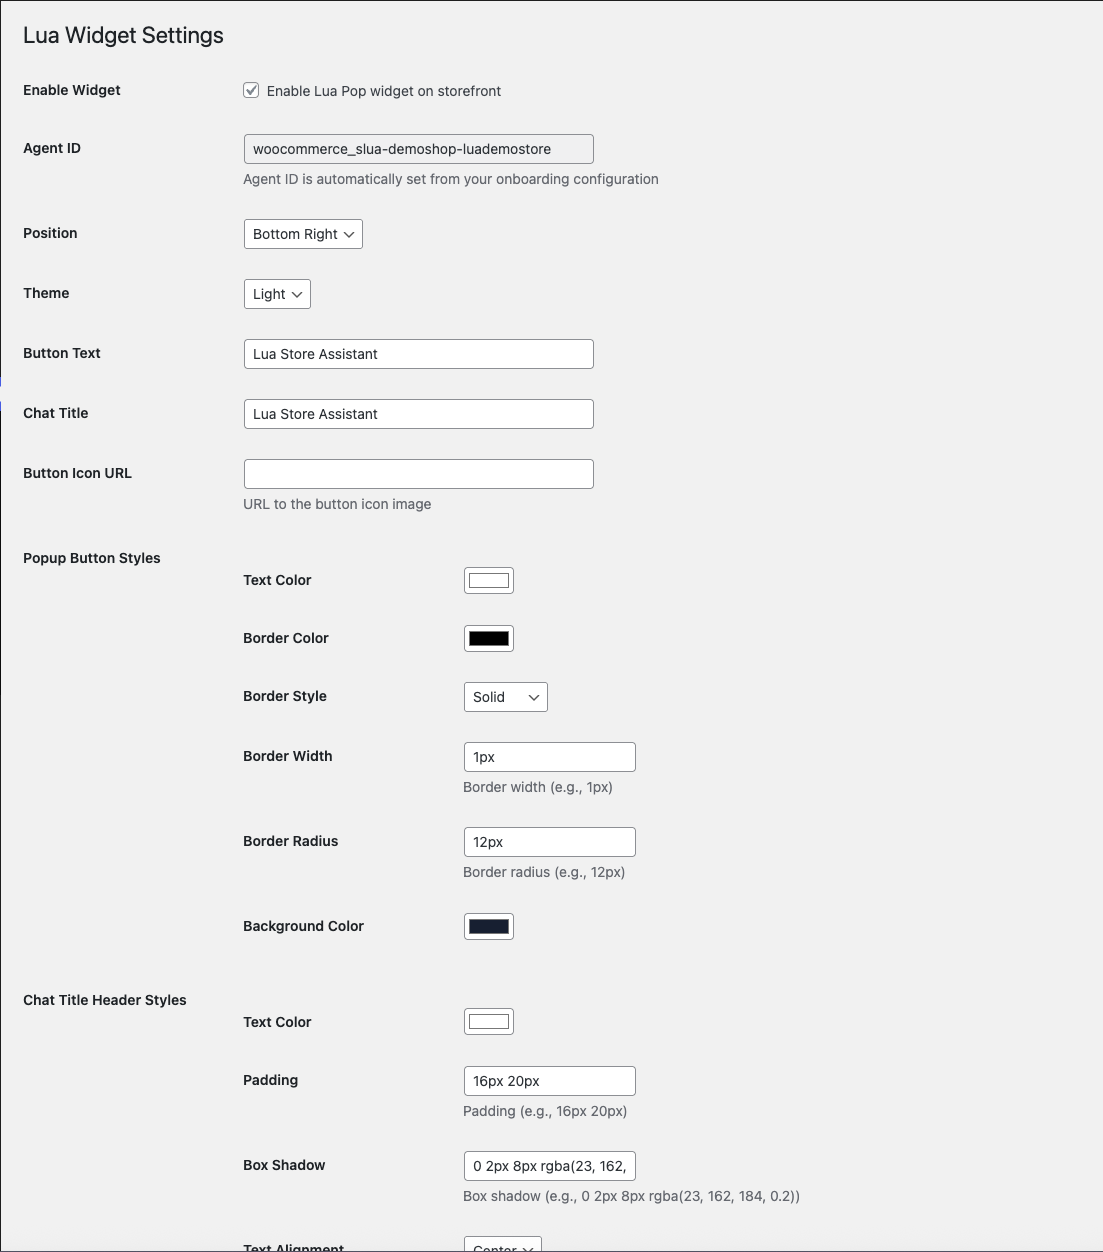 Lua Widget Settings
Enable Widget
Enable Lua Pop widget on storefront
Agent ID
woocommerce_slua-demoshop-luademostore
Agent ID is automatically set from your onboarding configuration
Position
Bottom Right
Theme
Light
Button Text
Lua Store Assistant
Chat Title
Lua Store Assistant
Button Icon URL
URL to the button icon image
Popup Button Styles
Text Color
Border Color
Border Style
Solid
Border Width
1px
Border width (e.g., 1px)
Border Radius
12px
Border radius (e.g., 12px)
Background Color
Chat Title Header Styles
Text Color
Padding
16px 20px
Padding (e.g., 16px 20px)
Box Shadow
0 2px 8px rgba(23, 162,
Box shadow (e.g., 0 2px 8px rgba(23, 162, 184, 0.2))
Text Alignment
Center